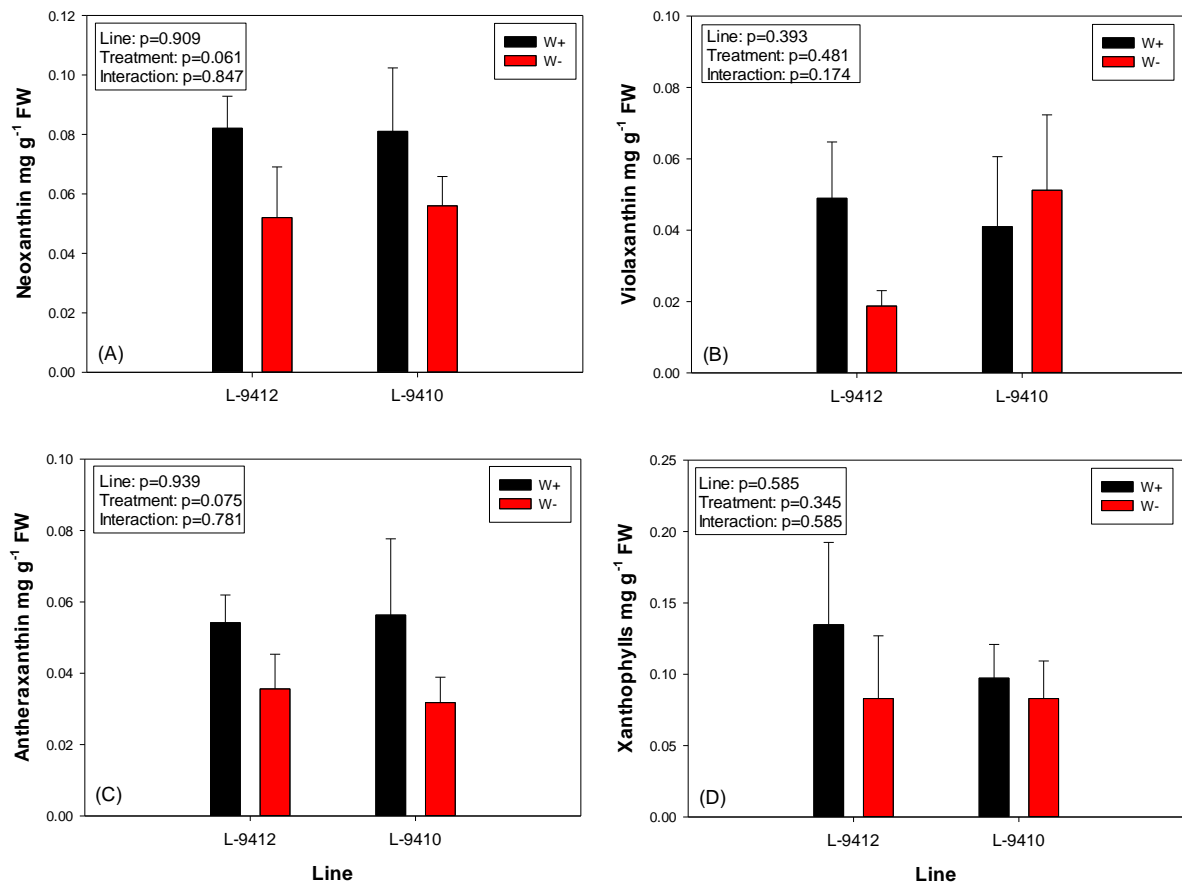 Line: p=0.909
Treatment: p=0.061
Interaction: p=0.847
W+
W-
Neoxanthin mg g⁻¹ FW
0.12
0.10
0.08
0.06
0.04
0.02
0.00
(A)
L-9412 L-9410
Line: p=0.393
Treatment: p=0.481
Interaction: p=0.174
W+
W-
Violaxanthin mg g⁻¹ FW
0.10
0.08
0.06
0.04
0.02
0.00
(B)
L-9412 L-9410
Line: p=0.939
Treatment: p=0.075
Interaction: p=0.781
W+
W-
Antheraxanthin mg g⁻¹ FW
0.10
0.08
0.06
0.04
0.02
0.00
(C)
L-9412 L-9410
Line
Line: p=0.585
Treatment: p=0.345
Interaction: p=0.585
W+
W-
Xanthophylls mg g⁻¹ FW
0.25
0.20
0.15
0.10
0.05
0.00
(D)
L-9412 L-9410
Line